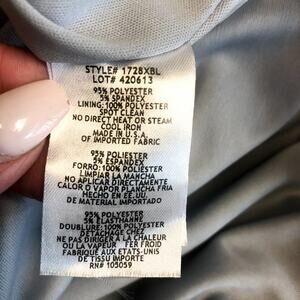 STYLE# 1728XBL
LOT# 420613
95% POLYESTER
5% SPANDEX
LINING: 100% POLYESTER
SPOT CLEAN
NO DIRECT HEAT OR STEAM
COOL IRON
MADE IN U.S.A.
OF IMPORTED FABRIC
95% POLIESTER
5% ESPANDEX
FORRO: 100% POLIESTER
LIMPIAR LA MANCHA
NO APLICAR DIRECTAMENTE
CALOR O VAPOR PLANCHA FRIA
HECHO EN EE.UU.
DE MATERIAL IMPORTADO
95% POLYESTER
5% ELASTHANNE
DOUBLURE: 100% POLYESTER
DETACHAGE CHEZ
NE PAS DIRIGER A LA CHALEUR
OU LA VAPEUR FER FROID
FABRIQUE AUX ETATS-UNIS
DE TISSU IMPORTE
RN# 105059